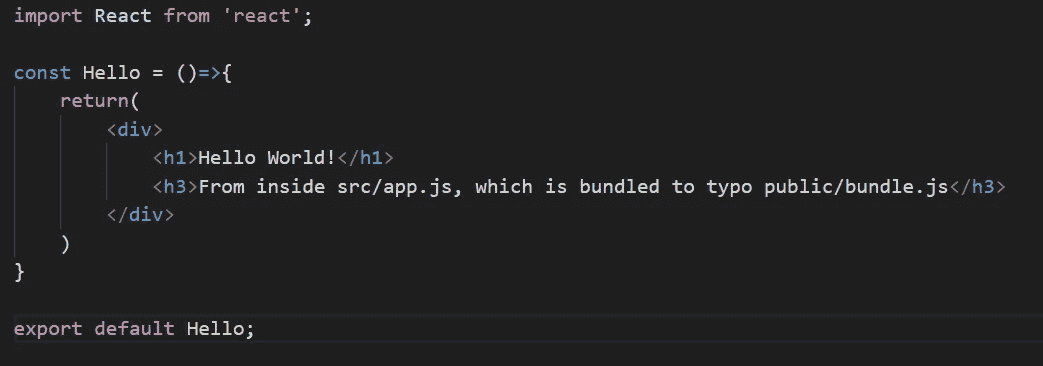 import React from 'react';
const Hello = ()=>{
return(
<div>
<h1>Hello World!</h1>
<h3>From inside src/app.js, which is bundled to typo public/bundle.js</h3>
</div>
)
}
export default Hello;